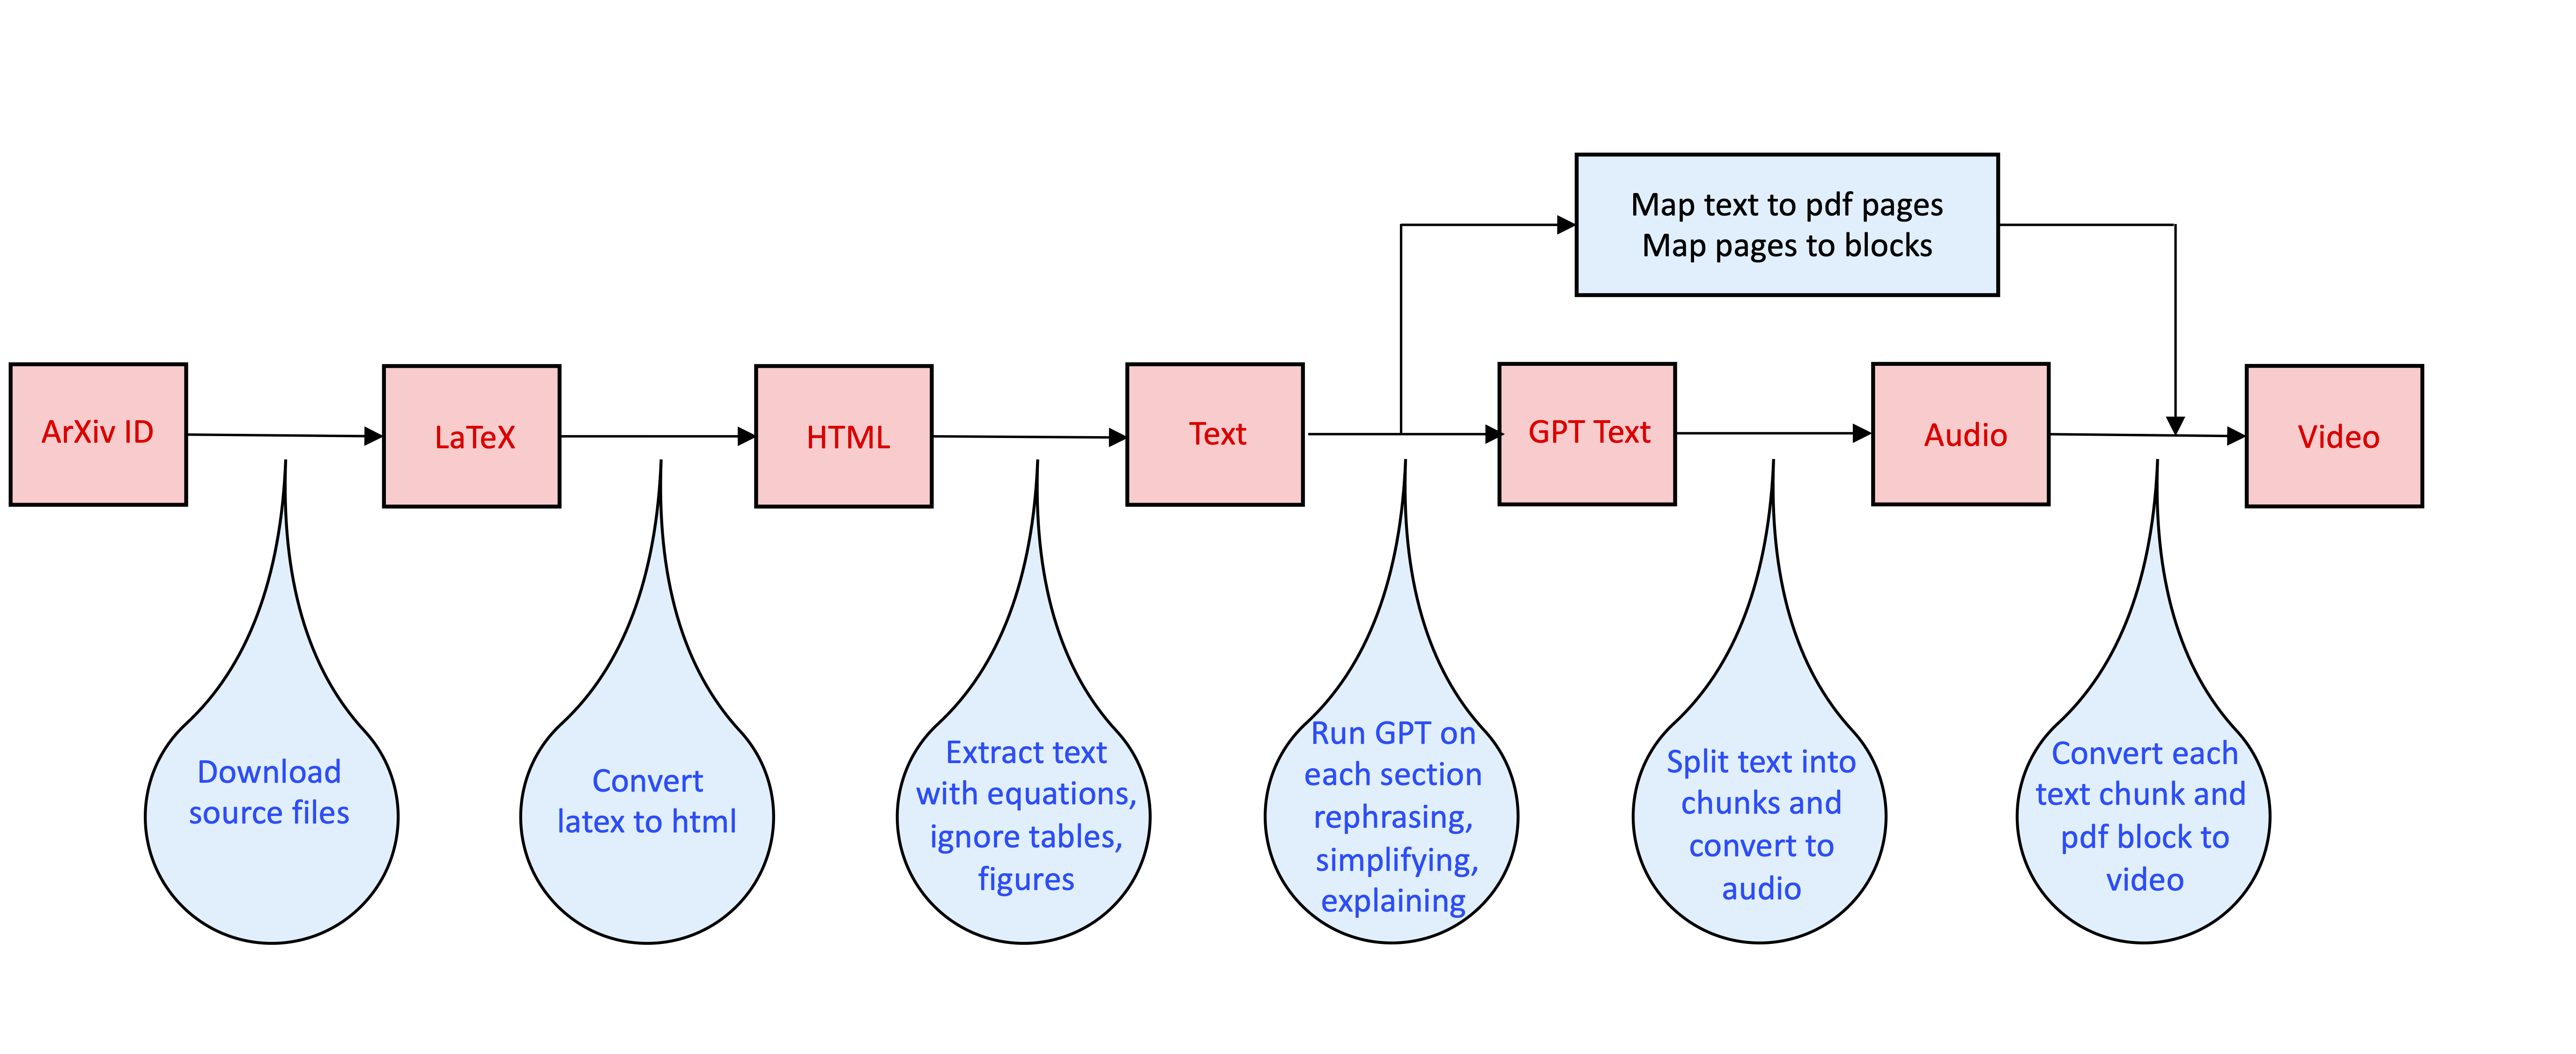 Map text to pdf pages
Map pages to blocks
ArXiv ID
LaTeX
HTML
Text
GPT Text
Audio
Video
Download
source files
Convert
latex to html
Extract text
with equations,
ignore tables,
figures
Run GPT on
each section
rephrasing,
simplifying,
explaining
Split text into
chunks and
convert to
audio
Convert each
text chunk and
pdf block to
video